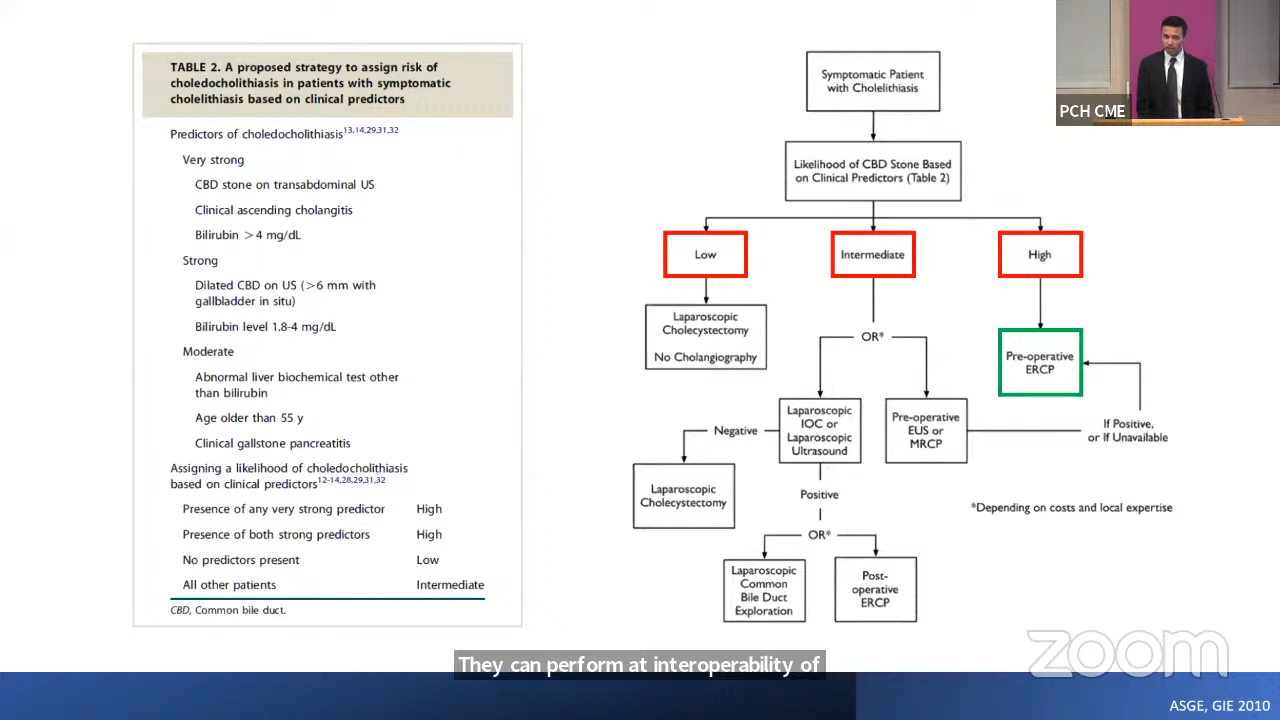 TABLE 2. A proposed strategy to assign risk of
choledocholithiasis in patients with symptomatic
cholelithiasis based on clinical predictors
Predictors of choledocholithiasis13,14,29,31,32
Very strong
CBD stone on transabdominal US
Clinical ascending cholangitis
Bilirubin >4 mg/dL
Strong
Dilated CBD on US (>6 mm with
gallbladder in situ)
Bilirubin level 1.8-4 mg/dL
Moderate
Abnormal liver biochemical test other
than bilirubin
Age older than 55 y
Clinical gallstone pancreatitis
Assigning a likelihood of choledocholithiasis
based on clinical predictors12-14,28,29,31,32
Presence of any very strong predictor High
Presence of both strong predictors High
No predictors present Low
All other patients Intermediate
CBD, Common bile duct.
Symptomatic Patient
with Cholelithiasis
Likelihood of CBD Stone Based
on Clinical Predictors (Table 2)
Low
Intermediate
High
Laparoscopic
Cholecystectomy
No Cholangiography
OR*
Pre-operative
ERCP
Negative
Laparoscopic
IOC or
Laparoscopic
Ultrasound
Pre-operative
EUS or
MRCP
If Positive,
or If Unavailable
Laparoscopic
Cholecystectomy
Positive
*Depending on costs and local expertise
OR*
Laparoscopic
Common
Bile Duct
Exploration
Post-
operative
ERCP
PCH CME
zoom
They can perform at interoperability of
ASGE, GIE 2010